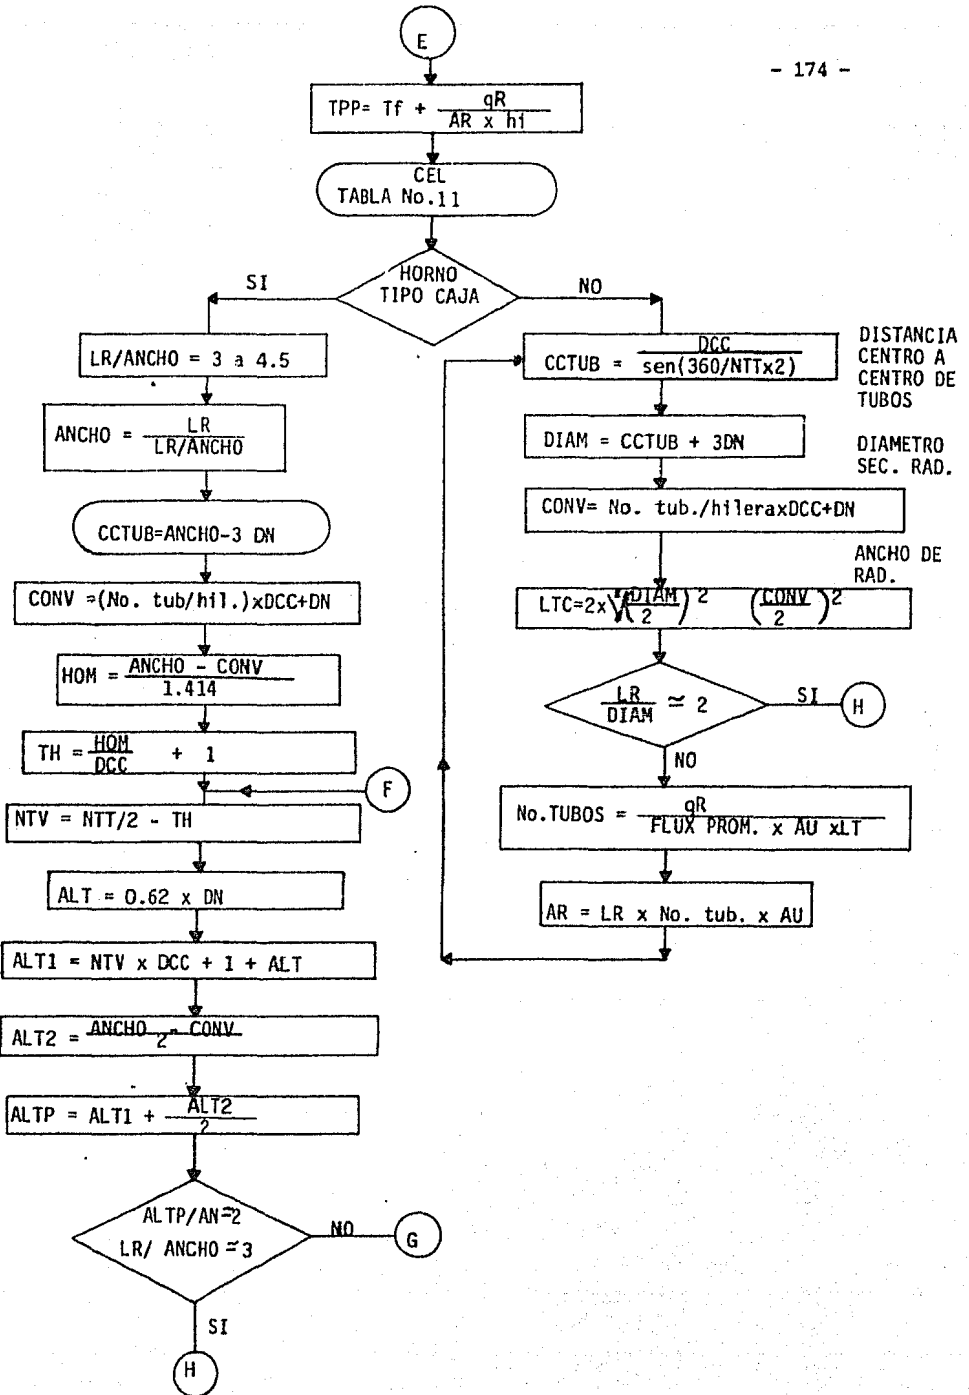 E
- 174 -
TPP= Tf + qR
AR x hi
CEL
TABLA No.11
HORNO
TIPO CAJA
SI
NO
LR/ANCHO = 3 a 4.5
ANCHO = LR
LR/ANCHO
CCTUB=ANCHO-3 DN
CONV =(No. tub/hil.)xDCC+DN
HOM = ANCHO - CONV
1.414
TH = HOM + 1
DCC
F
NTV = NTT/2 - TH
ALT = 0.62 x DN
ALT1 = NTV x DCC + 1 + ALT
ALT2 = ANCHO - CONV
2
ALTP = ALT1 + ALT2
2
ALTP/AN≃2
LR/ ANCHO ≃3
NO
G
SI
H
CCTUB = DCC
sen(360/NTTx2)
DISTANCIA
CENTRO A
CENTRO DE
TUBOS
DIAM = CCTUB + 3DN
DIAMETRO
SEC. RAD.
CONV= No. tub./hileraxDCC+DN
ANCHO DE
RAD.
LTC=2x√(DIAM/2)² (CONV/2)²
LR
DIAM ≃ 2
SI
H
NO
No.TUBOS = qR
FLUX PROM. x AU xLT
AR = LR x No. tub. x AU